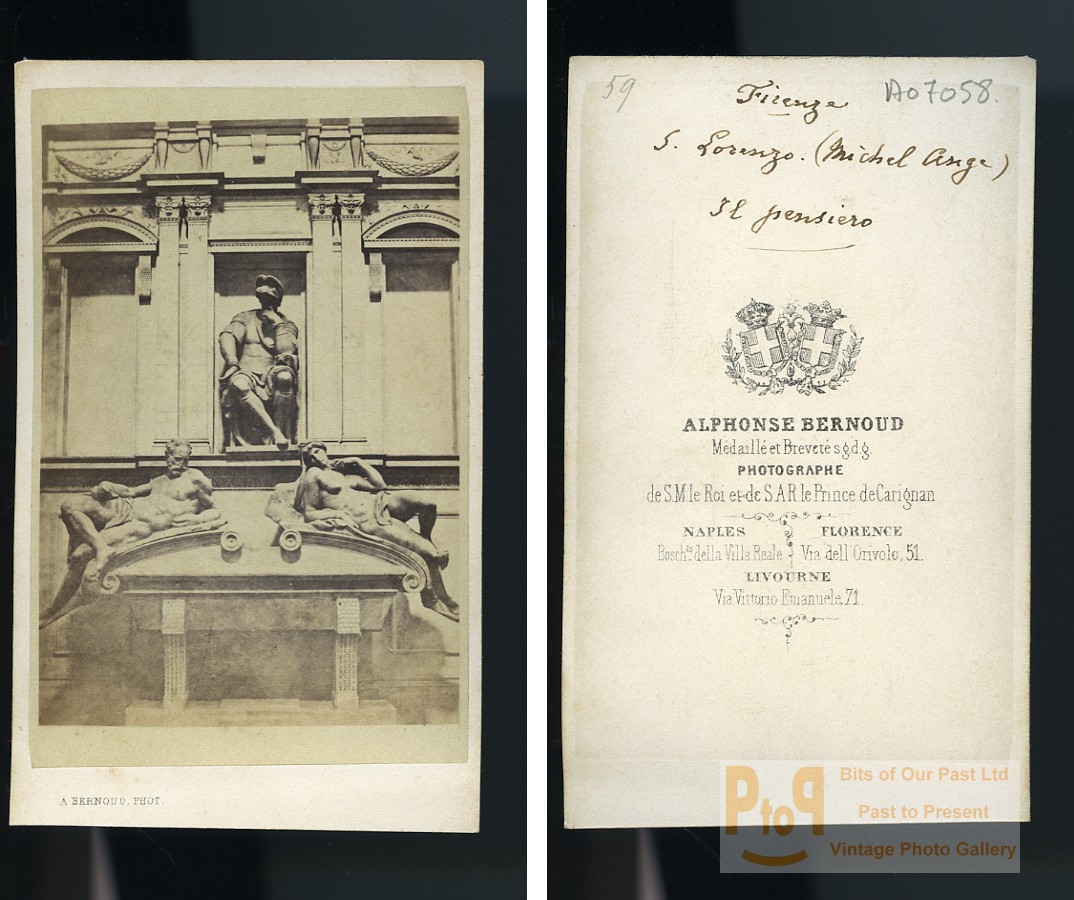 A. BERNOUD, PHOT.
59
A07058.
Firenze
S. Lorenzo. (Michel Ange)
Il pensiero
ALPHONSE BERNOUD
Médaillé et Breveté s.g.d.g.
PHOTOGRAPHE
de S.M. le Roi et de S.A.R. le Prince de Carignan
NAPLES FLORENCE
Bosch.to della Villa Reale Via dell'Orivolo, 51.
LIVOURNE
Via Vittorio Emanuele, 71.
PtoP
Bits of Our Past Ltd
Past to Present
Vintage Photo Gallery